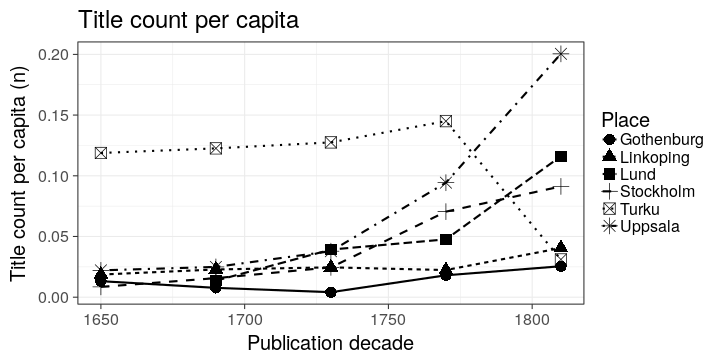 Title count per capita
Title count per capita (n)
0.20
0.15
0.10
0.05
0.00
1650
1700
1750
1800
Publication decade
Place
Gothenburg
Linkoping
Lund
Stockholm
Turku
Uppsala